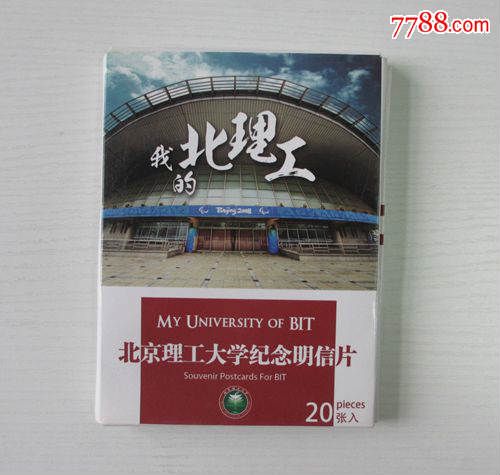 7788.com
我的
北理工
Beijing 2008
MY UNIVERSITY OF BIT
北京理工大学纪念明信片
Souvenir Postcards For BIT
20 pieces
张入